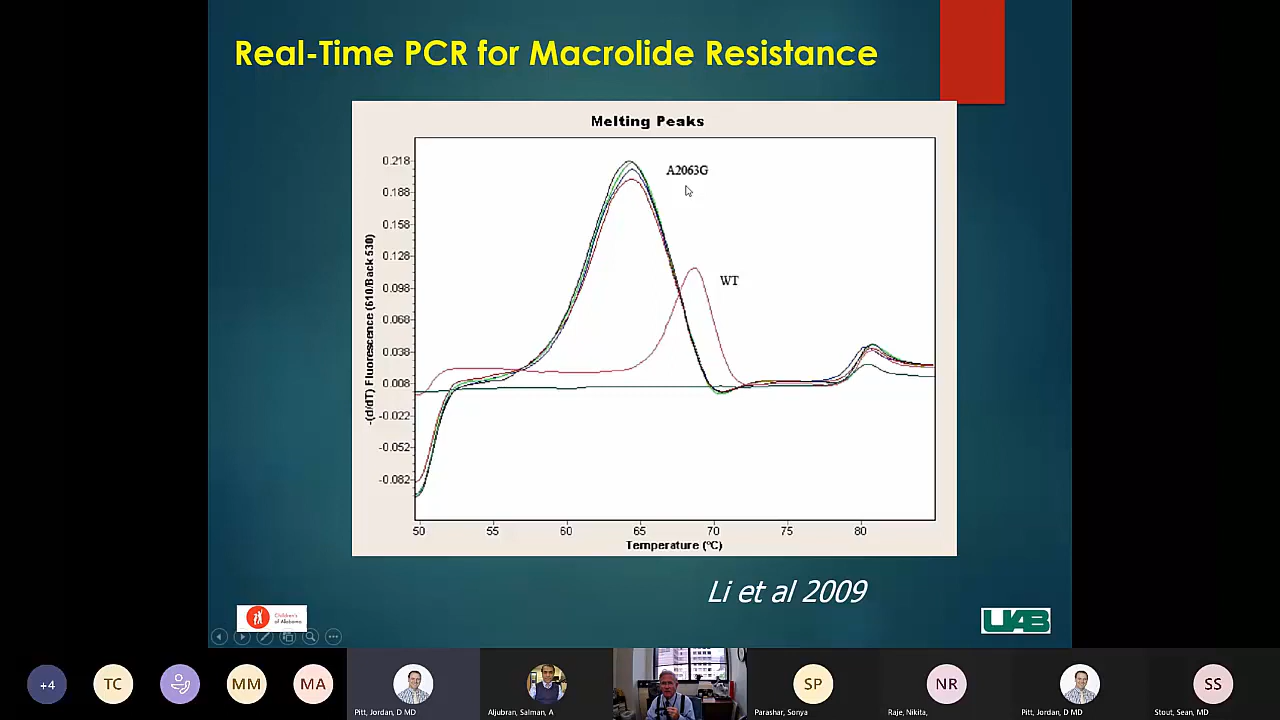 Real-Time PCR for Macrolide Resistance
Melting Peaks
A2063G
WT
0.218
0.188
0.158
0.128
0.098
0.068
0.038
0.008
-0.022
-0.052
-0.082
-(d/dT) Fluorescence (610/Back 530)
50 55 60 65 70 75 80
Temperature (°C)
Li et al 2009
Children's
of Alabama
UAB
+4
TC
MM
MA
SP
NR
SS
Pitt, Jordan, D MD
Aljubran, Salman, A
Parashar, Sonya
Raje, Nikita,
Pitt, Jordan, D MD
Stout, Sean, MD